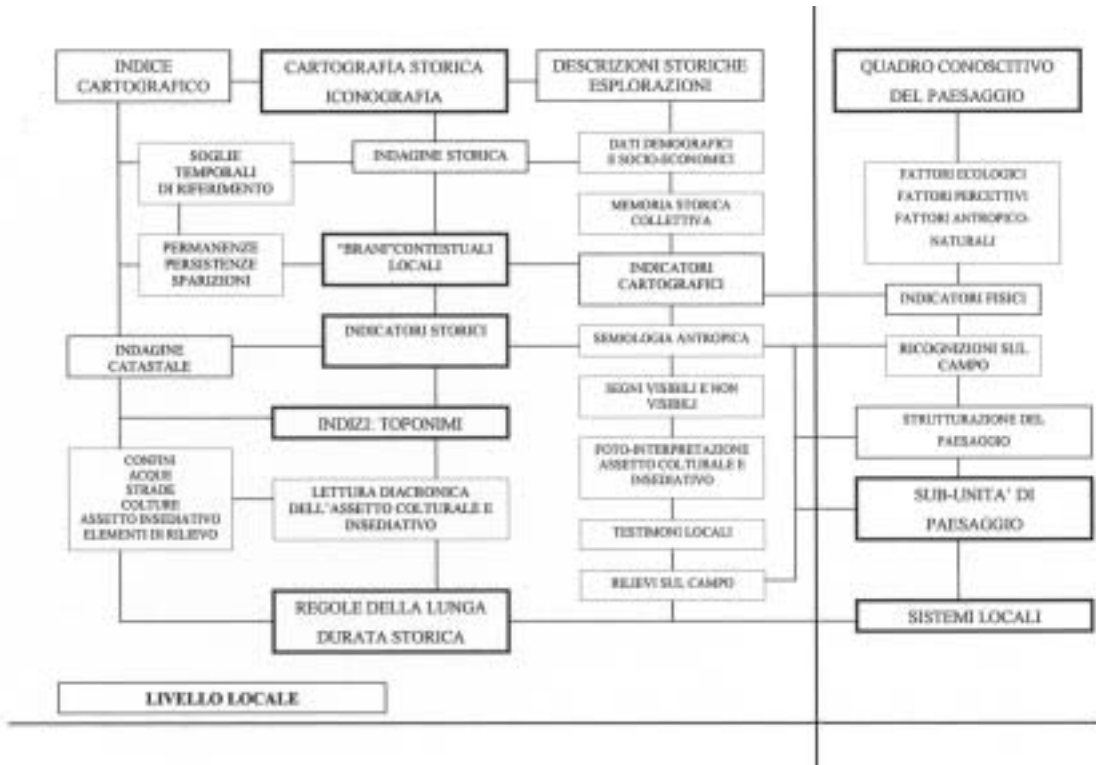 INDICE
CARTOGRAFICO
CARTOGRAFIA STORICA
ICONOGRAFIA
DESCRIZIONI STORICHE
ESPLORAZIONI
QUADRO CONOSCITIVO
DEL PAESAGGIO
SOGLIE
TEMPORALI
DI RIFERIMENTO
INDAGINE STORICA
DATI DEMOGRAFICI
E SOCIO-ECONOMICI
FATTORI ECOLOGICI
FATTORI PERCETTIVI
FATTORI ANTROPICO-
NATURALI
MEMORIA STORICA
COLLETTIVA
PERMANENZE
PERSISTENZE
SPARIZIONI
"BRANI"CONTESTUALI
LOCALI
INDICATORI
CARTOGRAFICI
INDICATORI FISICI
INDAGINE
CATASTALE
INDICATORI STORICI
SEMIOLOGIA ANTROPICA
RICOGNIZIONI SUL
CAMPO
SEGNI VISIBILI E NON
VISIBILI
INDIZI: TOPONIMI
STRUTTURAZIONE DEL
PAESAGGIO
CONFINI
ACQUE
STRADE
COLTURE
ASSETTO INSEDIATIVO
ELEMENTI DI RILIEVO
LETTURA DIACRONICA
DELL'ASSETTO COLTURALE E
INSEDIATIVO
FOTO-INTERPRETAZIONE
ASSETTO COLTURALE E
INSEDIATIVO
SUB-UNITA' DI
PAESAGGIO
TESTIMONI LOCALI
RILIEVI SUL CAMPO
REGOLE DELLA LUNGA
DURATA STORICA
SISTEMI LOCALI
LIVELLO LOCALE